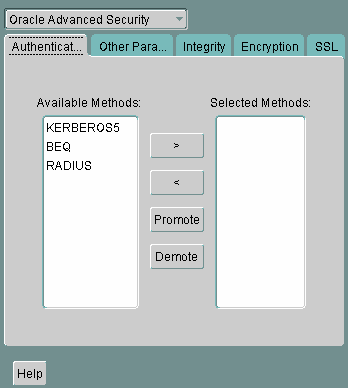 Oracle Advanced Security
Authenticat... Other Para... Integrity Encryption SSL
Available Methods: Selected Methods:
KERBEROS5
BEQ
RADIUS
>
<
Promote
Demote
Help